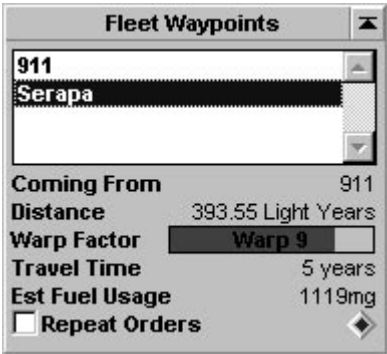 Fleet Waypoints
911
Serapa
Coming From 911
Distance 393.55 Light Years
Warp Factor Warp 9
Travel Time 5 years
Est Fuel Usage 1119mg
Repeat Orders